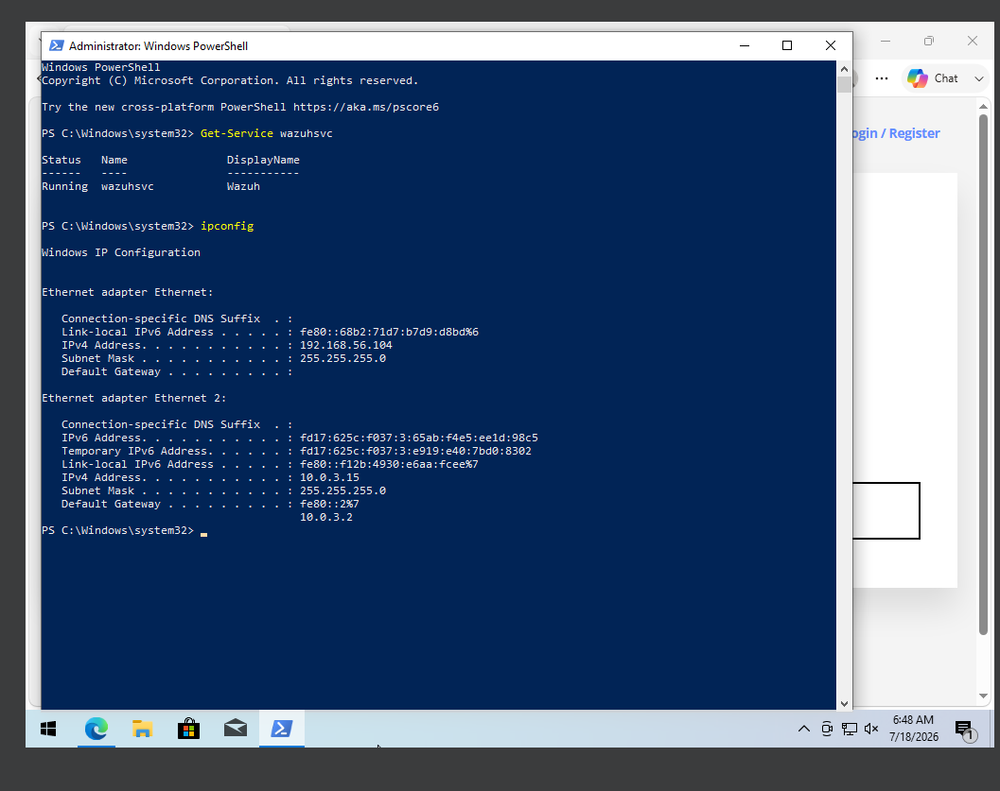 Administrator: Windows PowerShell
Windows PowerShell
Copyright (C) Microsoft Corporation. All rights reserved.
Try the new cross-platform PowerShell https://aka.ms/pscore6
PS C:\Windows\system32> Get-Service wazuhsvc
Status   Name               DisplayName
------   ----               -----------
Running  wazuhsvc           Wazuh
PS C:\Windows\system32> ipconfig
Windows IP Configuration
Ethernet adapter Ethernet:
   Connection-specific DNS Suffix  . :
   Link-local IPv6 Address . . . . . : fe80::68b2:71d7:b7d9:d8bd%6
   IPv4 Address. . . . . . . . . . . : 192.168.56.104
   Subnet Mask . . . . . . . . . . . : 255.255.255.0
   Default Gateway . . . . . . . . . :
Ethernet adapter Ethernet 2:
   Connection-specific DNS Suffix  . :
   IPv6 Address. . . . . . . . . . . : fd17:625c:f037:3:65ab:f4e5:ee1d:98c5
   Temporary IPv6 Address. . . . . . : fd17:625c:f037:3:e919:e40:7bd0:8302
   Link-local IPv6 Address . . . . . : fe80::f12b:4930:e6aa:fcee%7
   IPv4 Address. . . . . . . . . . . : 10.0.3.15
   Subnet Mask . . . . . . . . . . . : 255.255.255.0
   Default Gateway . . . . . . . . . : fe80::2%7
                                       10.0.3.2
PS C:\Windows\system32>
Chat
ogin / Register
6:48 AM
7/18/2026
1